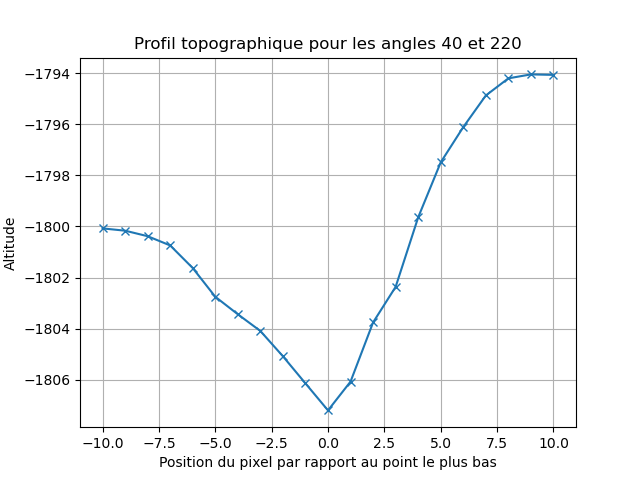 Profil topographique pour les angles 40 et 220
Altitude
−1794
−1796
−1798
−1800
−1802
−1804
−1806
−10.0 −7.5 −5.0 −2.5 0.0 2.5 5.0 7.5 10.0
Position du pixel par rapport au point le plus bas